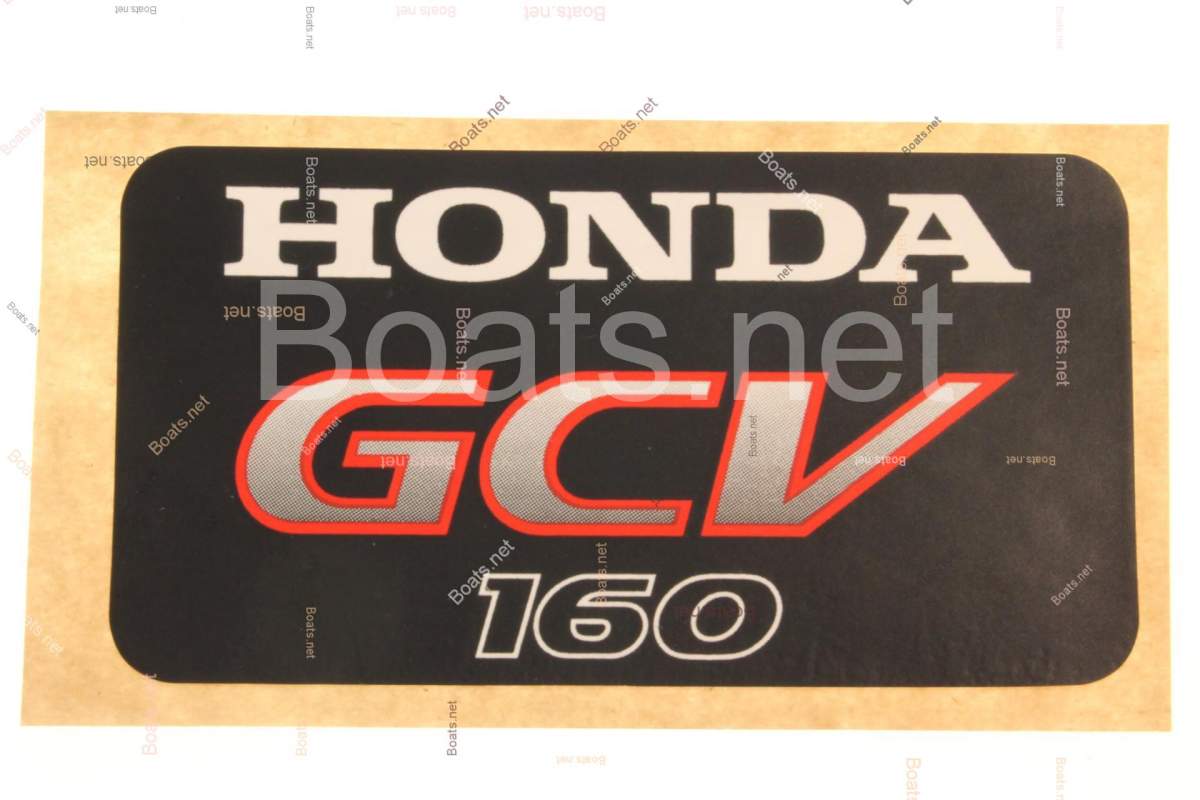 HONDA
Boats.net
GCV
160